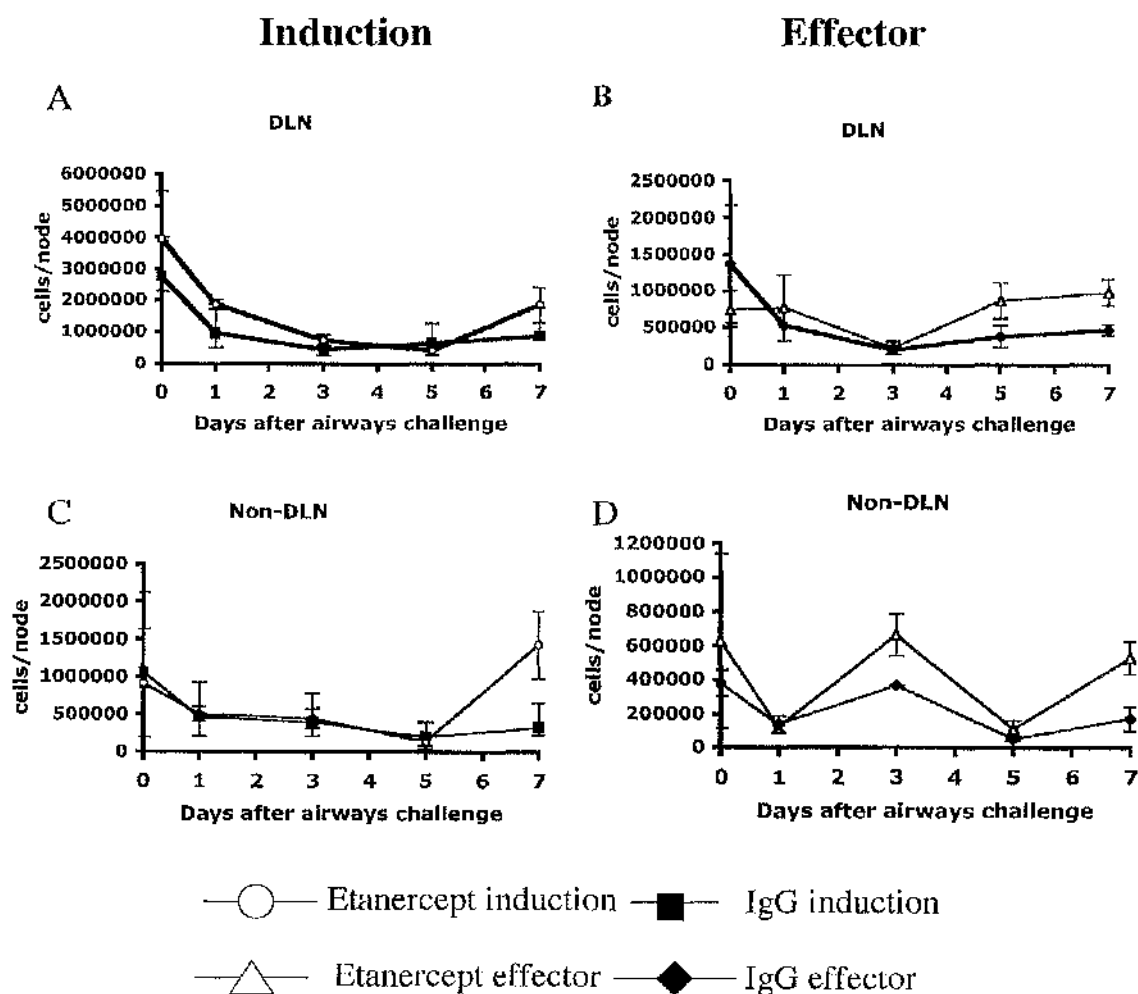 Induction Effector
A B
DLN DLN
6000000
5000000
4000000
3000000
2000000
1000000
0
cells/node
0 1 2 3 4 5 6 7
Days after airways challenge
2500000
2000000
1500000
1000000
500000
0
cells/node
0 1 2 3 4 5 6 7
Days after airways challenge
C D
Non-DLN Non-DLN
2500000
2000000
1500000
1000000
500000
0
cells/node
0 1 2 3 4 5 6 7
Days after airways challenge
1200000
1000000
800000
600000
400000
200000
0
cells/node
0 1 2 3 4 5 6 7
Days after airways challenge
Etanercept induction IgG induction
Etanercept effector IgG effector